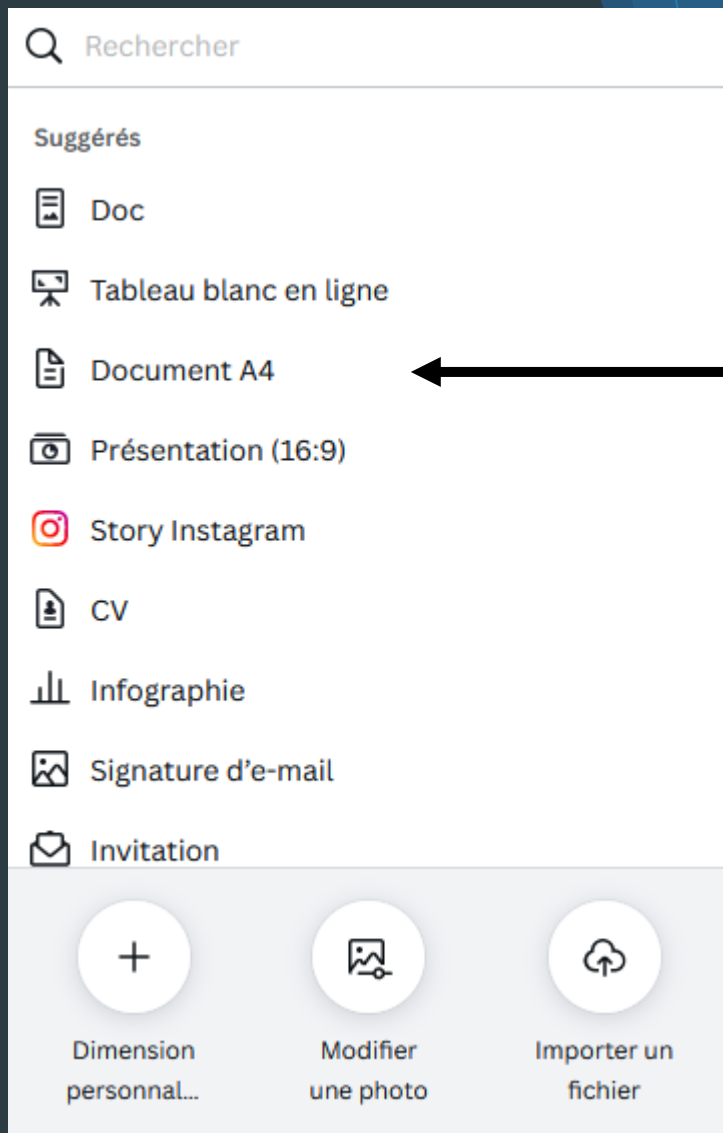 Rechercher
Suggérés
Doc
Tableau blanc en ligne
Document A4
Présentation (16:9)
Story Instagram
CV
Infographie
Signature d’e-mail
Invitation
Dimension
personnal...
Modifier
une photo
Importer un
fichier